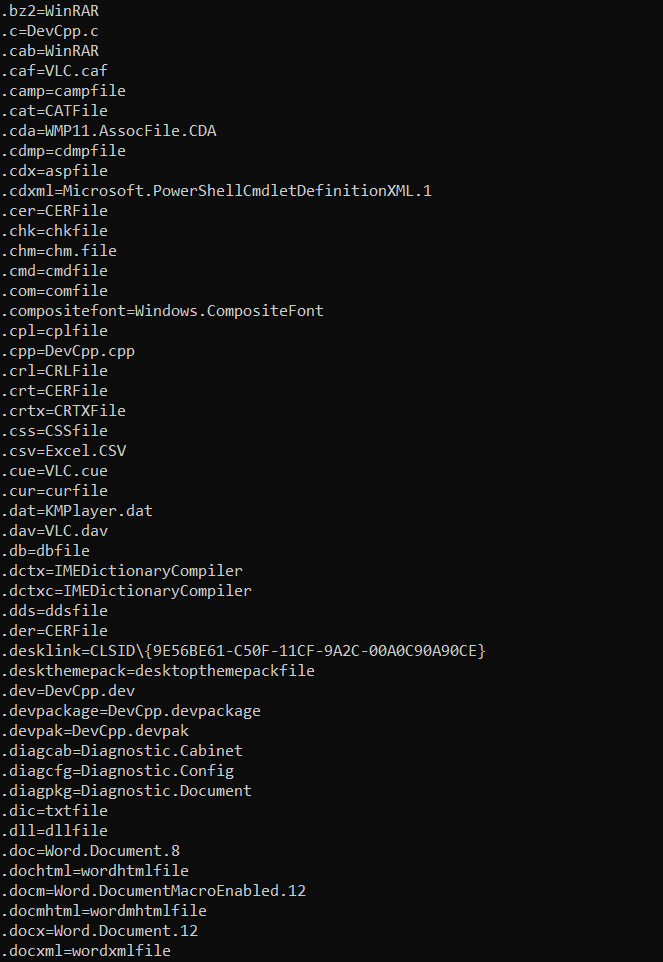 .bz2=WinRAR
.c=DevCpp.c
.cab=WinRAR
.caf=VLC.caf
.camp=campfile
.cat=CATFile
.cda=WMP11.AssocFile.CDA
.cdmp=cdmpfile
.cdx=aspfile
.cdxml=Microsoft.PowerShellCmdletDefinitionXML.1
.cer=CERFile
.chk=chkfile
.chm=chm.file
.cmd=cmdfile
.com=comfile
.compositefont=Windows.CompositeFont
.cpl=cplfile
.cpp=DevCpp.cpp
.crl=CRLFile
.crt=CERFile
.crtx=CRTXFile
.css=CSSfile
.csv=Excel.CSV
.cue=VLC.cue
.cur=curfile
.dat=KMPlayer.dat
.dav=VLC.dav
.db=dbfile
.dctx=IMEDictionaryCompiler
.dctxc=IMEDictionaryCompiler
.dds=ddsfile
.der=CERFile
.desklink=CLSID\{9E56BE61-C50F-11CF-9A2C-00A0C90A90CE}
.deskthemepack=desktopthemepackfile
.dev=DevCpp.dev
.devpackage=DevCpp.devpackage
.devpak=DevCpp.devpak
.diagcab=Diagnostic.Cabinet
.diagcfg=Diagnostic.Config
.diagpkg=Diagnostic.Document
.dic=txtfile
.dll=dllfile
.doc=Word.Document.8
.dochtml=wordhtmlfile
.docm=Word.DocumentMacroEnabled.12
.docmhtml=wordmhtmlfile
.docx=Word.Document.12
.docxml=wordxmlfile